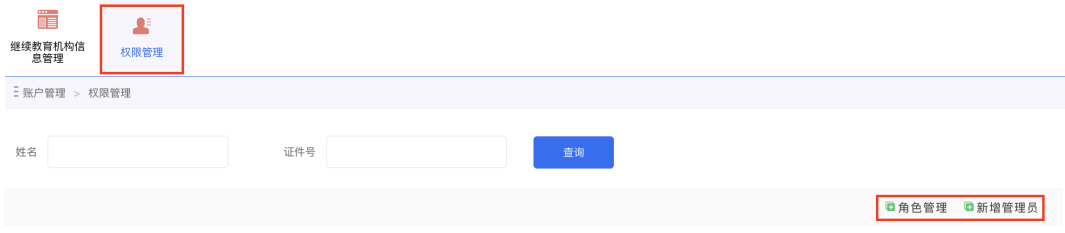 继续教育机构信
息管理
权限管理
账户管理 > 权限管理
姓名 证件号 查询
角色管理 新增管理员